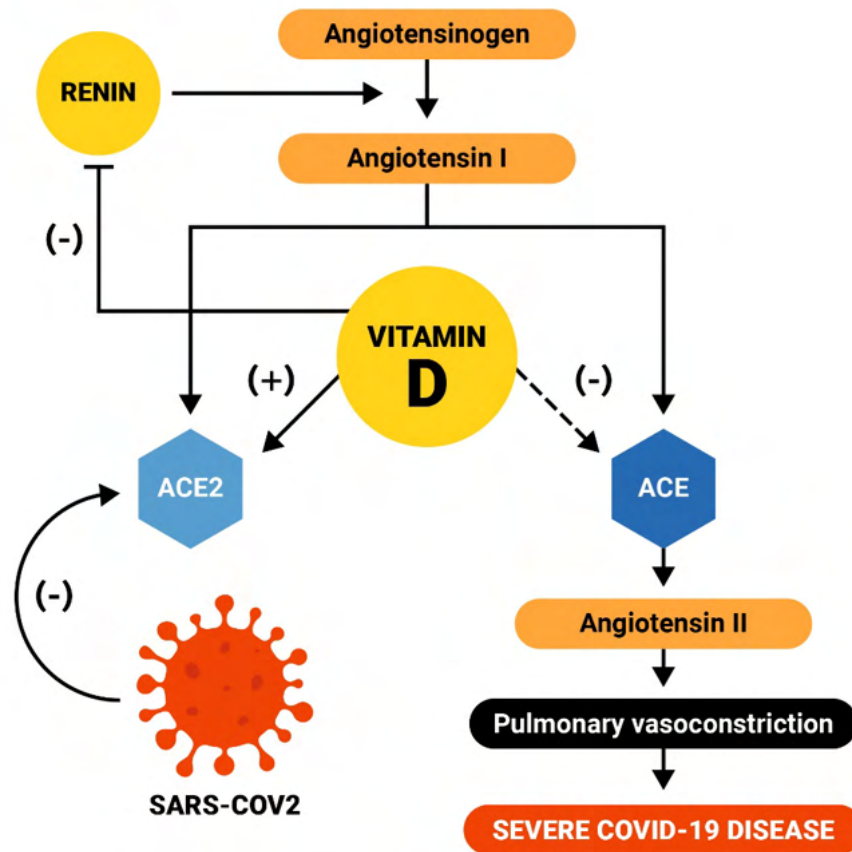 Angiotensinogen
RENIN
Angiotensin I
(-)
VITAMIN
D
(+)
(-)
ACE2
ACE
(-)
Angiotensin II
Pulmonary vasoconstriction
SARS-COV2
SEVERE COVID-19 DISEASE